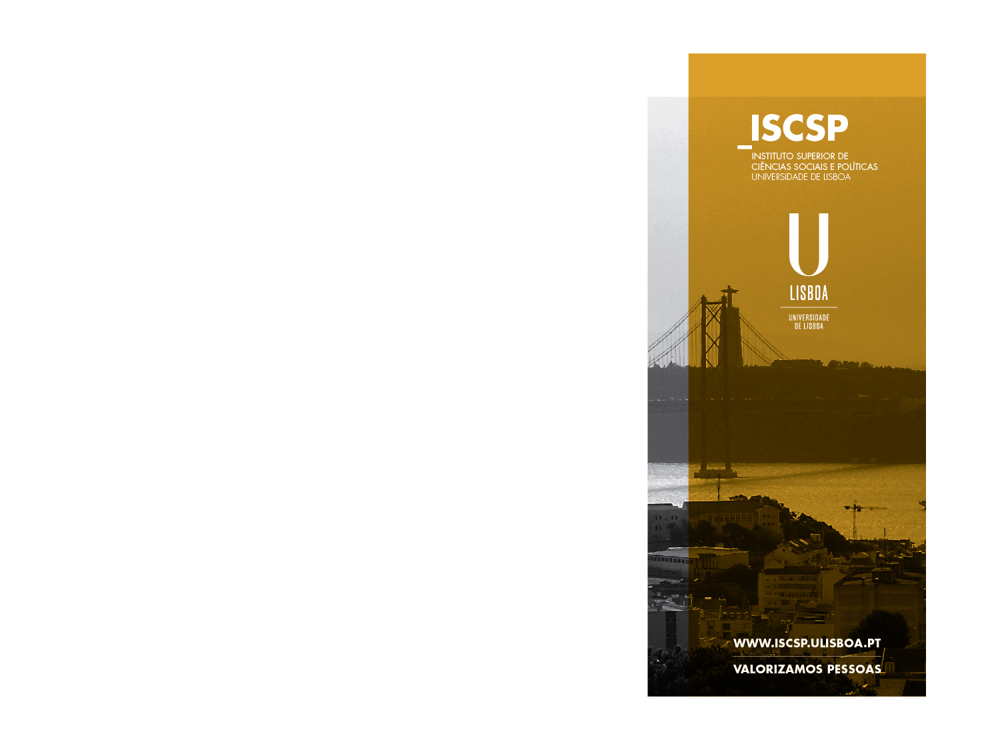 _ISCSP
INSTITUTO SUPERIOR DE
CIÊNCIAS SOCIAIS E POLÍTICAS
UNIVERSIDADE DE LISBOA
U
LISBOA
UNIVERSIDADE
DE LISBOA
WWW.ISCSP.ULISBOA.PT
VALORIZAMOS PESSOAS